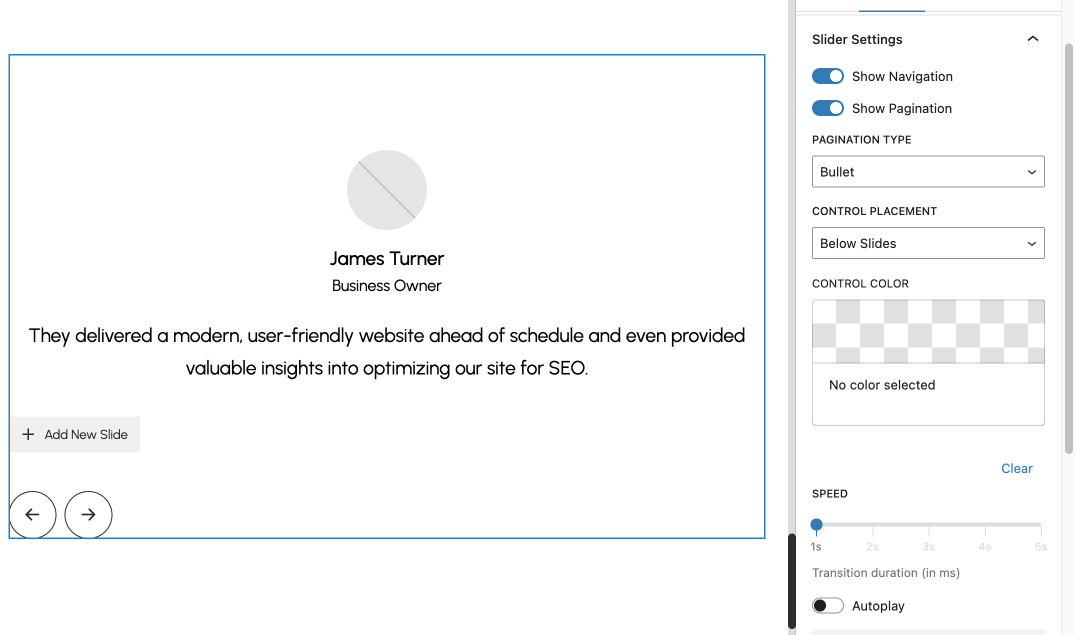 James Turner
Business Owner
They delivered a modern, user-friendly website ahead of schedule and even provided
valuable insights into optimizing our site for SEO.
Add New Slide
Slider Settings
Show Navigation
Show Pagination
PAGINATION TYPE
Bullet
CONTROL PLACEMENT
Below Slides
CONTROL COLOR
No color selected
Clear
SPEED
1s 2s 3s 4s 5s
Transition duration (in ms)
Autoplay